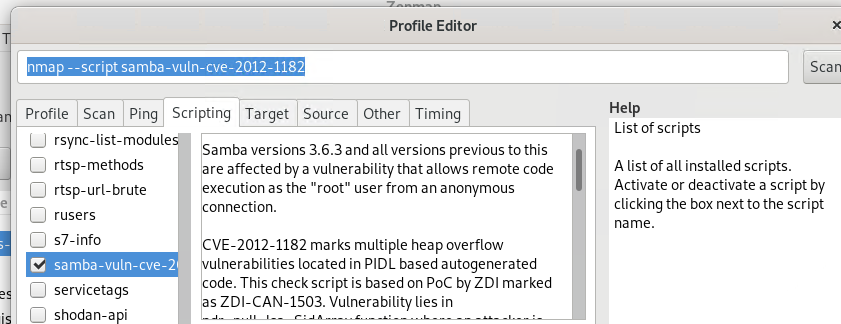 Profile Editor
nmap --script samba-vuln-cve-2012-1182
Scan
Profile Scan Ping Scripting Target Source Other Timing
Help
List of scripts
A list of all installed scripts.
Activate or deactivate a script by
clicking the box next to the script
name.
rsync-list-modules
rtsp-methods
rtsp-url-brute
rusers
s7-info
samba-vuln-cve-20
servicetags
shodan-api
Samba versions 3.6.3 and all versions previous to this
are affected by a vulnerability that allows remote code
execution as the "root" user from an anonymous
connection.
CVE-2012-1182 marks multiple heap overflow
vulnerabilities located in PIDL based autogenerated
code. This check script is based on PoC by ZDI marked
as ZDI-CAN-1503. Vulnerability lies in